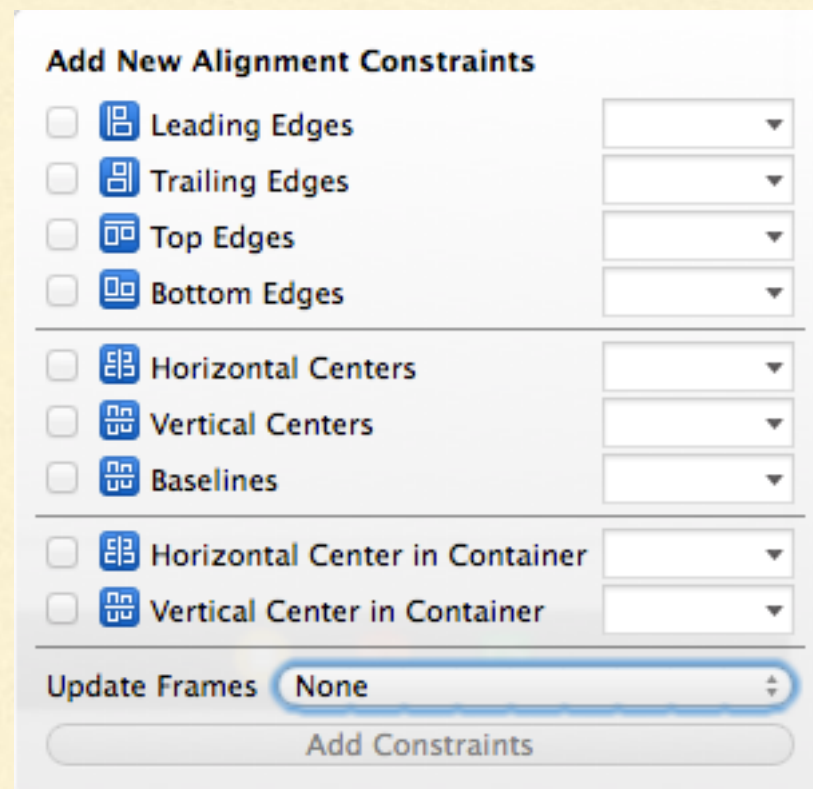 Add New Alignment Constraints
Leading Edges
Trailing Edges
Top Edges
Bottom Edges
Horizontal Centers
Vertical Centers
Baselines
Horizontal Center in Container
Vertical Center in Container
Update Frames None
Add Constraints